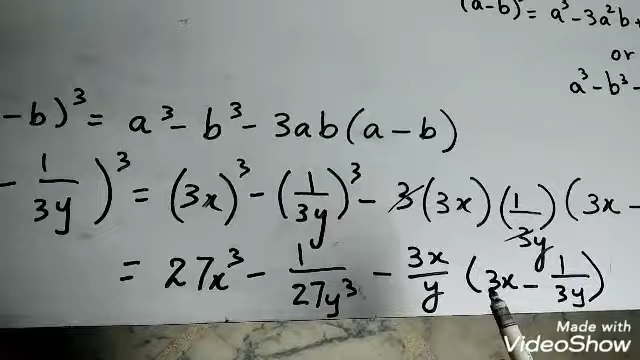 (a-b)³ = a³-3a²b+
or
a³-b³-
-b)³ = a³-b³-3ab(a-b)
- 1/3y)³ = (3x)³-(1/3y)³-3(3x)(1/3y)(3x-
= 27x³ - 1/27y³ - 3x/y (3x - 1/3y)
Made with
VideoShow